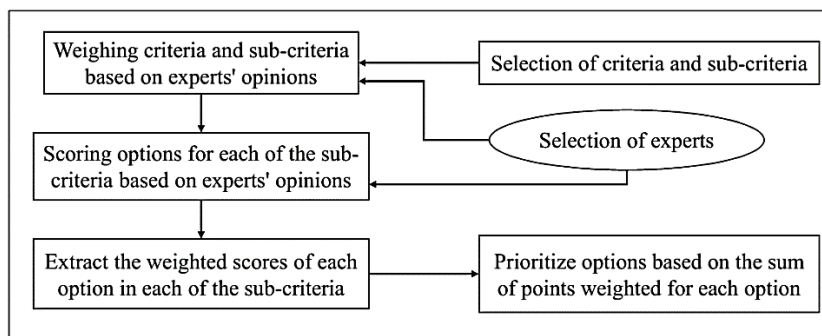 Weighing criteria and sub-criteria
based on experts' opinions
Selection of criteria and sub-criteria
Selection of experts
Scoring options for each of the sub-
criteria based on experts' opinions
Extract the weighted scores of each
option in each of the sub-criteria
Prioritize options based on the sum
of points weighted for each option